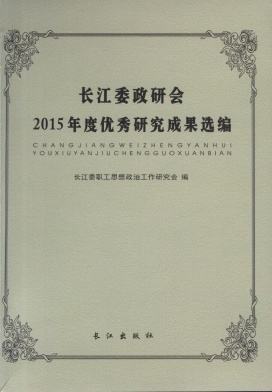 长江委政研会
2015年度优秀研究成果选编
CHANGJIANGWEIZHENGYANHUI
YOUXIUYANJIUCHENGGUOXUANBIAN
长江委职工思想政治工作研究会 编
长江出版社